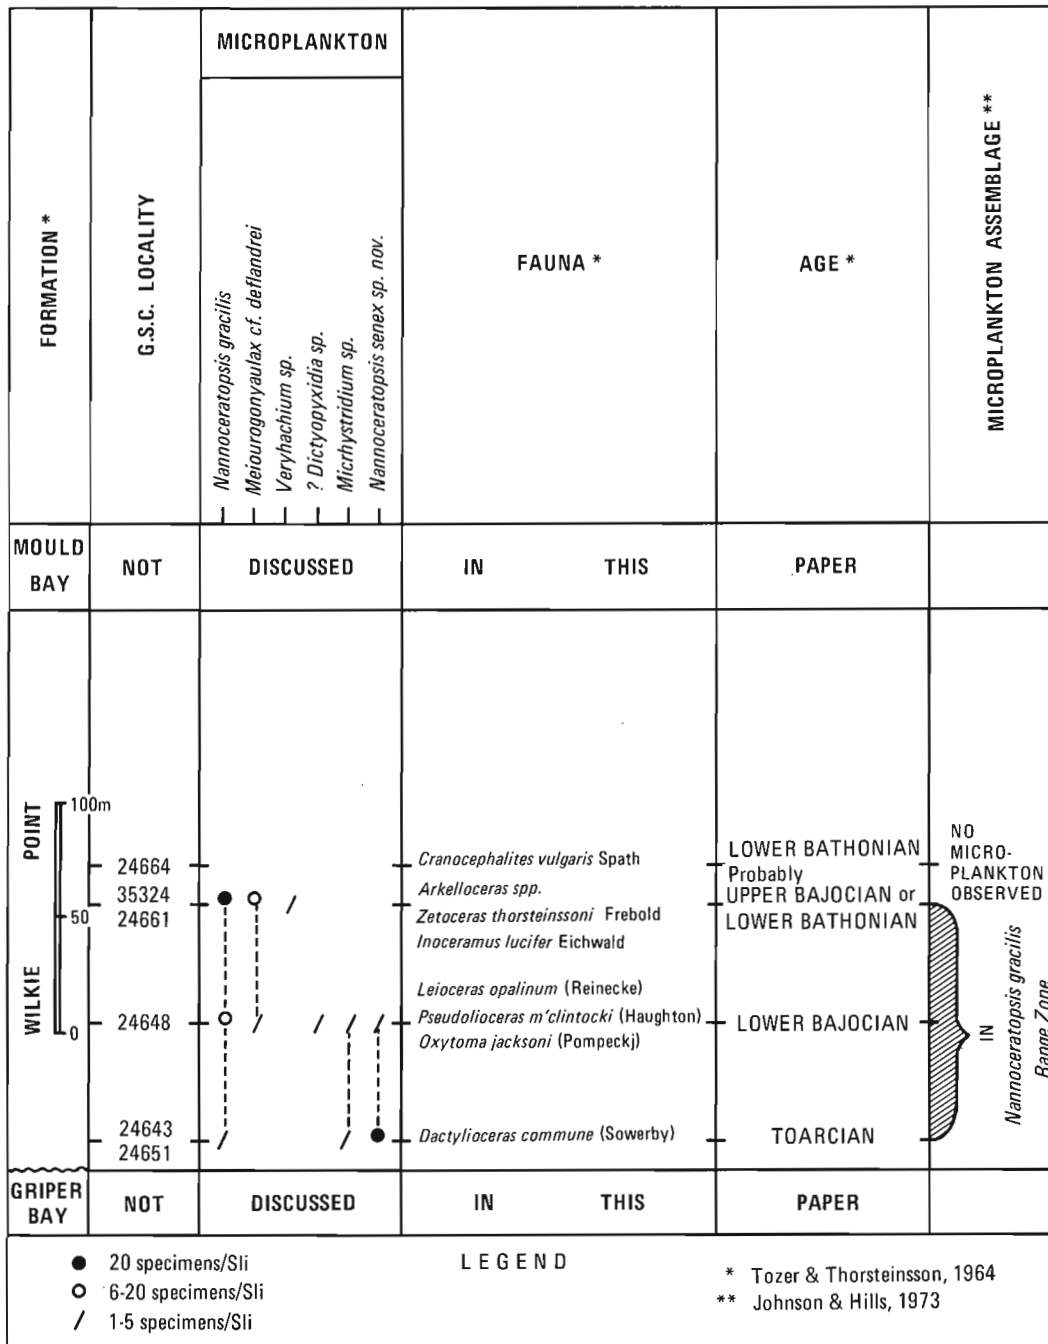 MICROPLANKTON
FORMATION *
G.S.C. LOCALITY
Nannoceratopsis gracilis
Meiourogonyaulax cf. deflandrei
Veryhachium sp.
? Dictyopyxidia sp.
Micrhystridium sp.
Nannoceratopsis senex sp. nov.
FAUNA *
AGE *
MICROPLANKTON ASSEMBLAGE **
MOULD
BAY
NOT
DISCUSSED
IN THIS
PAPER
WILKIE POINT
100m
50
0
24664
35324
24661
24648
24643
24651
Cranocephalites vulgaris Spath
Arkelloceras spp.
Zetoceras thorsteinssoni Frebold
Inoceramus lucifer Eichwald
Leioceras opalinum (Reinecke)
Pseudolioceras m'clintocki (Haughton)
Oxytoma jacksoni (Pompeckj)
Dactylioceras commune (Sowerby)
LOWER BATHONIAN
Probably
UPPER BAJOCIAN or
LOWER BATHONIAN
LOWER BAJOCIAN
TOARCIAN
NO
MICRO-
PLANKTON
OBSERVED
IN
Nannoceratopsis gracilis
Range Zone
GRIPER
BAY
NOT
DISCUSSED
IN THIS
PAPER
LEGEND
● 20 specimens/Sli
○ 6-20 specimens/Sli
/ 1-5 specimens/Sli
* Tozer & Thorsteinsson, 1964
** Johnson & Hills, 1973